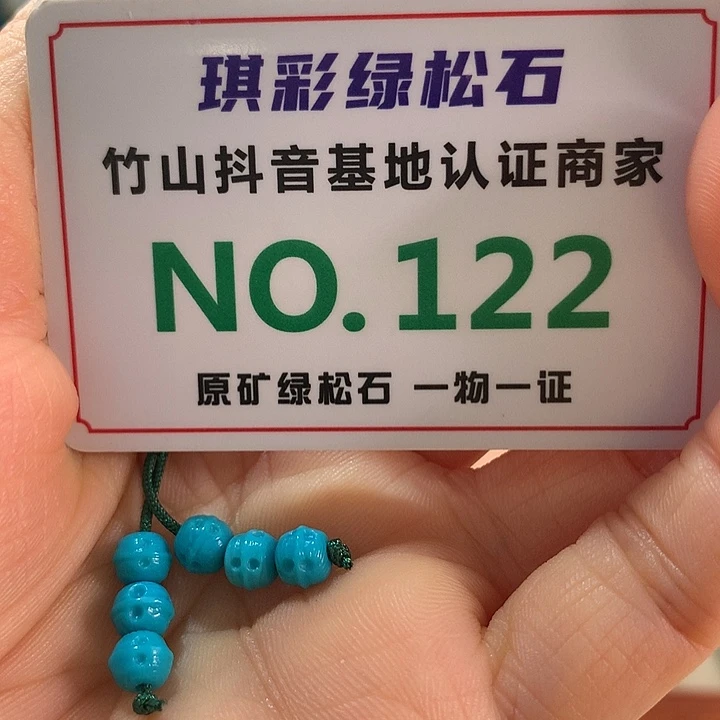 琪彩绿松石
竹山抖音基地认证商家
NO.122
原矿绿松石 一物一证